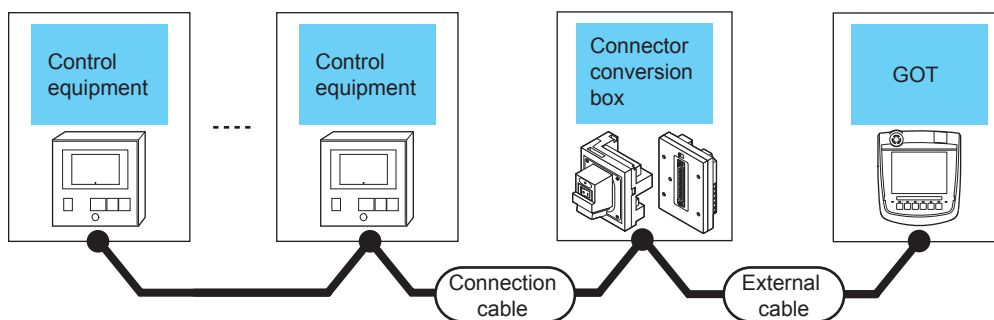 Control
equipment
Control
equipment
Connector
conversion
box
GOT
Connection
cable
External
cable